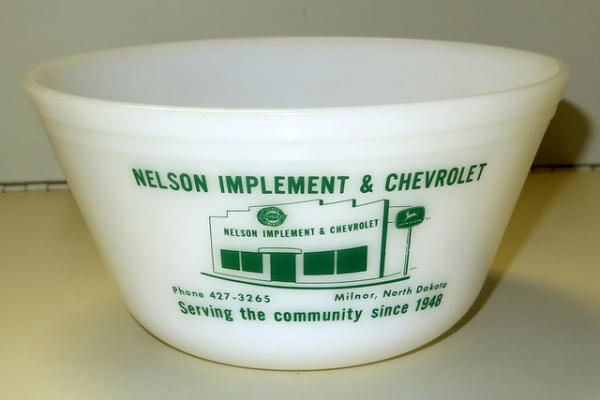 NELSON IMPLEMENT & CHEVROLET
NELSON IMPLEMENT & CHEVROLET
Phone 427-3265 Milnor, North Dakota
Serving the community since 1948